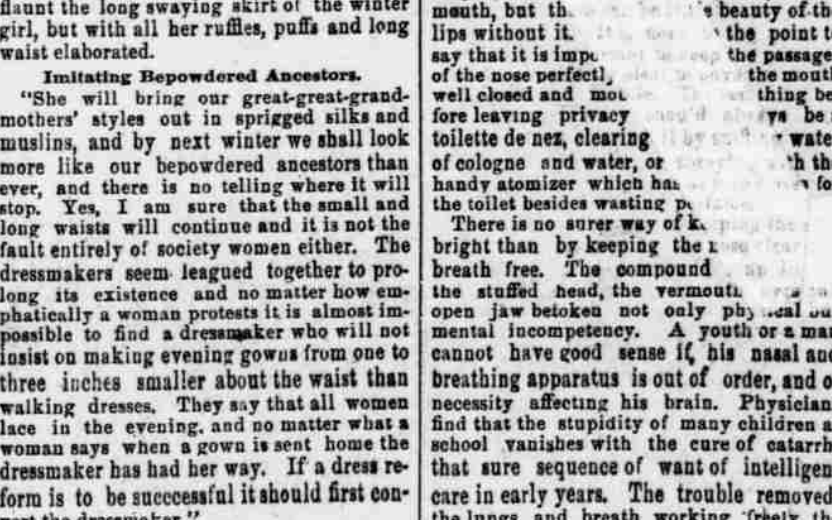 flaunt the long swaying skirt of the winter
girl, but with all her ruffles, puffs and long
waist elaborated.
Imitating Bepowdered Ancestors.
"She will bring our great-great-grand-
mothers' styles out in sprigged silks and
muslins, and by next winter we shall look
more like our bepowdered ancestors than
ever, and there is no telling where it will
stop. Yes, I am sure that the small and
long waists will continue and it is not the
fault entirely of society women either. The
dressmakers seem leagued together to pro-
long its existence and no matter how em-
phatically a woman protests it is almost im-
possible to find a dressmaker who will not
insist on making evening gowns from one to
three inches smaller about the waist than
walking dresses. They say that all women
lace in the evening, and no matter what a
woman says when a gown is sent home the
dressmaker has had her way. If a dress re-
form is to be succcessful it should first con-
vert the dressmaker."
mouth, but beauty of
lips without it. the point
say that it is the passage
of the nose perfectly the mouth
well closed and thing be-
fore leaving privacy be
toilette de nez, clearing
of cologne and water, or
handy atomizer which has
the toilet besides wasting
There is no surer way of
bright than by keeping the
breath free. The compound
the stuffed head, the
open jaw betoken not only
mental incompetency. A youth or a
cannot have good sense if, his nasal
breathing apparatus is out of order, and
necessity affecting his brain.
find that the stupidity of many children
school vanishes with the cure of catarrh
that sure sequence of want of
care in early years. The trouble removed
the lungs and breath working freely,